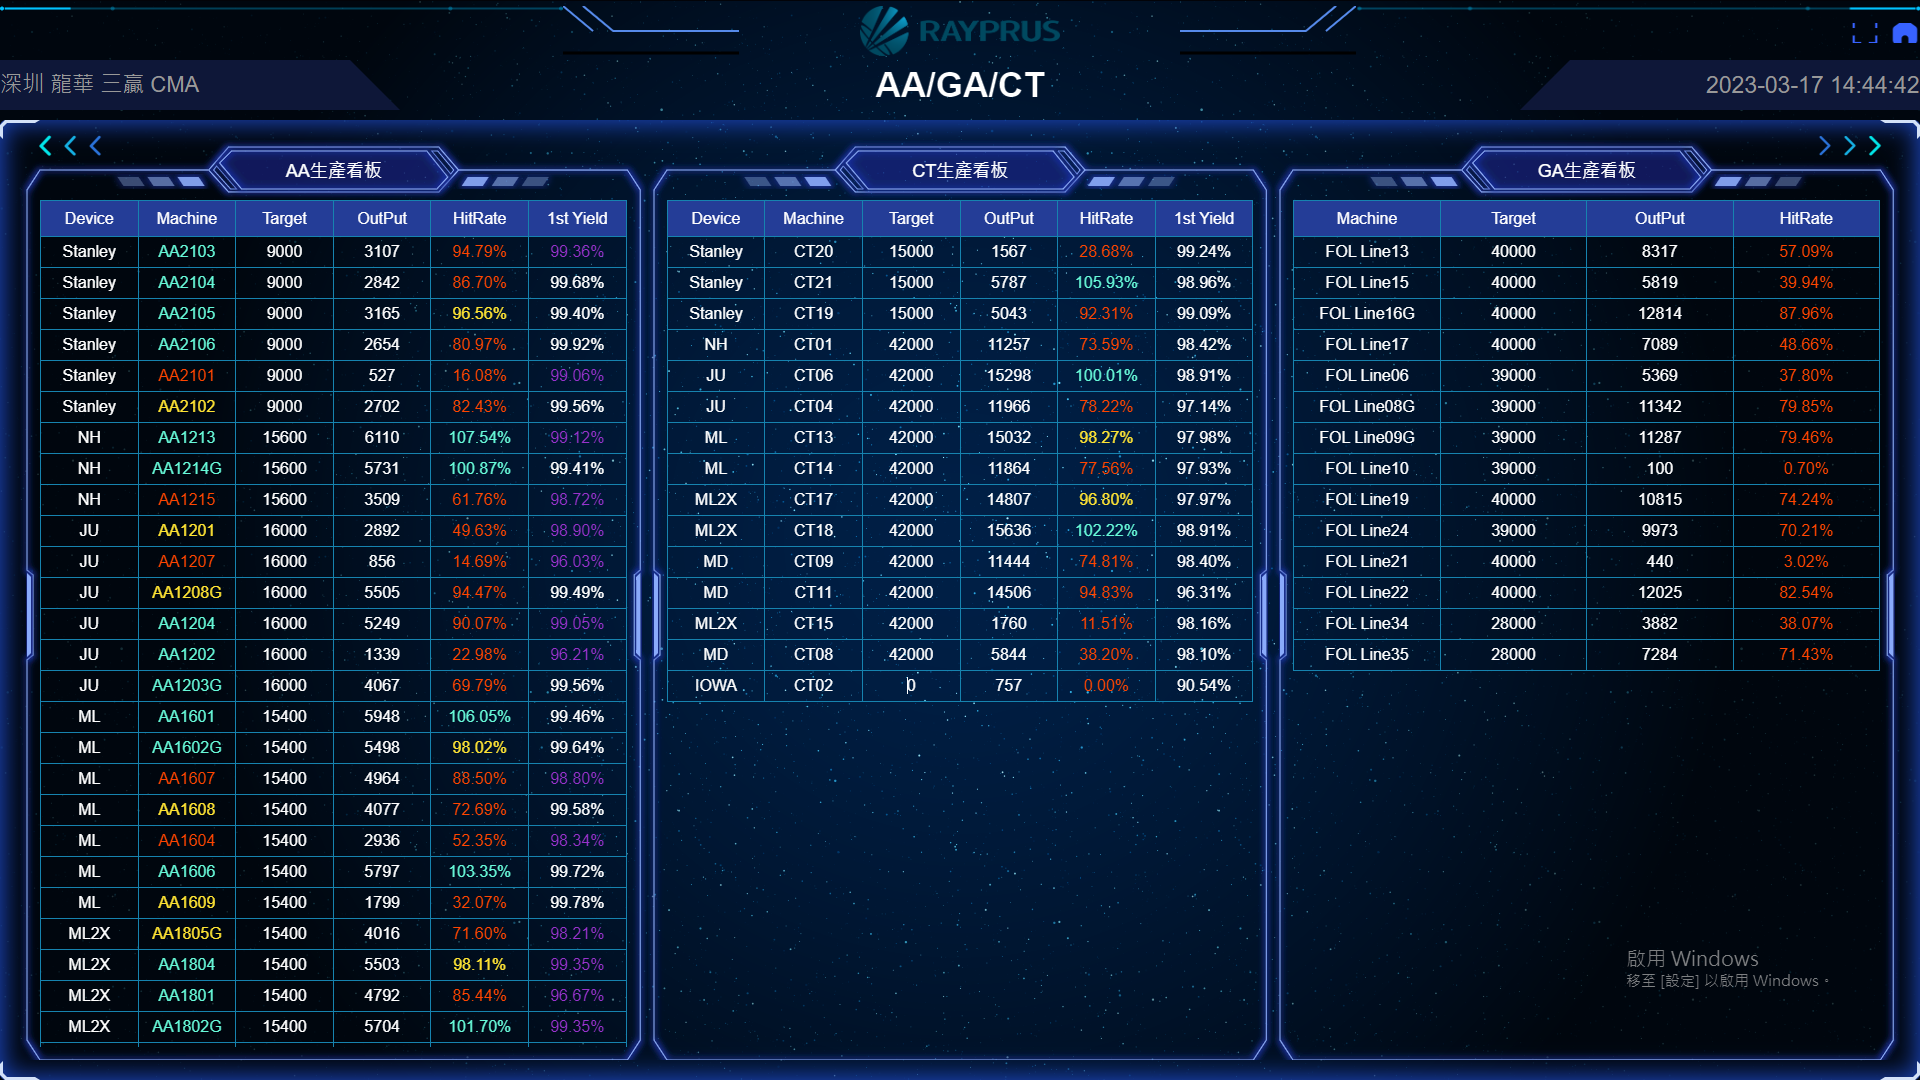 RAYPRUS
深圳 龍華 三贏 CMA
AA/GA/CT
2023-03-17 14:44:42
AA生產看板
Device Machine Target OutPut HitRate 1st Yield
Stanley AA2103 9000 3107 94.79% 99.36%
Stanley AA2104 9000 2842 86.70% 99.68%
Stanley AA2105 9000 3165 96.56% 99.40%
Stanley AA2106 9000 2654 80.97% 99.92%
Stanley AA2101 9000 527 16.08% 99.06%
Stanley AA2102 9000 2702 82.43% 99.56%
NH AA1213 15600 6110 107.54% 99.12%
NH AA1214G 15600 5731 100.87% 99.41%
NH AA1215 15600 3509 61.76% 98.72%
JU AA1201 16000 2892 49.63% 98.90%
JU AA1207 16000 856 14.69% 96.03%
JU AA1208G 16000 5505 94.47% 99.49%
JU AA1204 16000 5249 90.07% 99.05%
JU AA1202 16000 1339 22.98% 96.21%
JU AA1203G 16000 4067 69.79% 99.56%
ML AA1601 15400 5948 106.05% 99.46%
ML AA1602G 15400 5498 98.02% 99.64%
ML AA1607 15400 4964 88.50% 98.80%
ML AA1608 15400 4077 72.69% 99.58%
ML AA1604 15400 2936 52.35% 98.34%
ML AA1606 15400 5797 103.35% 99.72%
ML AA1609 15400 1799 32.07% 99.78%
ML2X AA1805G 15400 4016 71.60% 98.21%
ML2X AA1804 15400 5503 98.11% 99.35%
ML2X AA1801 15400 4792 85.44% 96.67%
ML2X AA1802G 15400 5704 101.70% 99.35%
CT生產看板
Device Machine Target OutPut HitRate 1st Yield
Stanley CT20 15000 1567 28.68% 99.24%
Stanley CT21 15000 5787 105.93% 98.96%
Stanley CT19 15000 5043 92.31% 99.09%
NH CT01 42000 11257 73.59% 98.42%
JU CT06 42000 15298 100.01% 98.91%
JU CT04 42000 11966 78.22% 97.14%
ML CT13 42000 15032 98.27% 97.98%
ML CT14 42000 11864 77.56% 97.93%
ML2X CT17 42000 14807 96.80% 97.97%
ML2X CT18 42000 15636 102.22% 98.91%
MD CT09 42000 11444 74.81% 98.40%
MD CT11 42000 14506 94.83% 96.31%
ML2X CT15 42000 1760 11.51% 98.16%
MD CT08 42000 5844 38.20% 98.10%
IOWA CT02 0 757 0.00% 90.54%
GA生產看板
Machine Target OutPut HitRate
FOL Line13 40000 8317 57.09%
FOL Line15 40000 5819 39.94%
FOL Line16G 40000 12814 87.96%
FOL Line17 40000 7089 48.66%
FOL Line06 39000 5369 37.80%
FOL Line08G 39000 11342 79.85%
FOL Line09G 39000 11287 79.46%
FOL Line10 39000 100 0.70%
FOL Line19 40000 10815 74.24%
FOL Line24 39000 9973 70.21%
FOL Line21 40000 440 3.02%
FOL Line22 40000 12025 82.54%
FOL Line34 28000 3882 38.07%
FOL Line35 28000 7284 71.43%
啟用 Windows
移至 [設定] 以啟用 Windows。